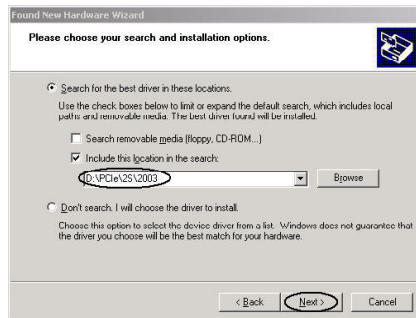 Found New Hardware Wizard
Please choose your search and installation options.
Search for the best driver in these locations.
Use the check boxes below to limit or expand the default search, which includes local
paths and removable media. The best driver found will be installed.
Search removable media (floppy, CD-ROM...)
Include this location in the search:
D:\PCIe\2S\2003
Browse
Don't search. I will choose the driver to install.
Choose this option to select the device driver from a list. Windows does not guarantee that
the driver you choose will be the best match for your hardware.
< Back
Next >
Cancel